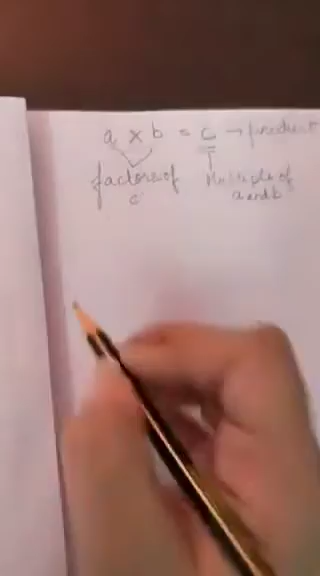 a × b = c → product
factors of c
Multiple of a and b